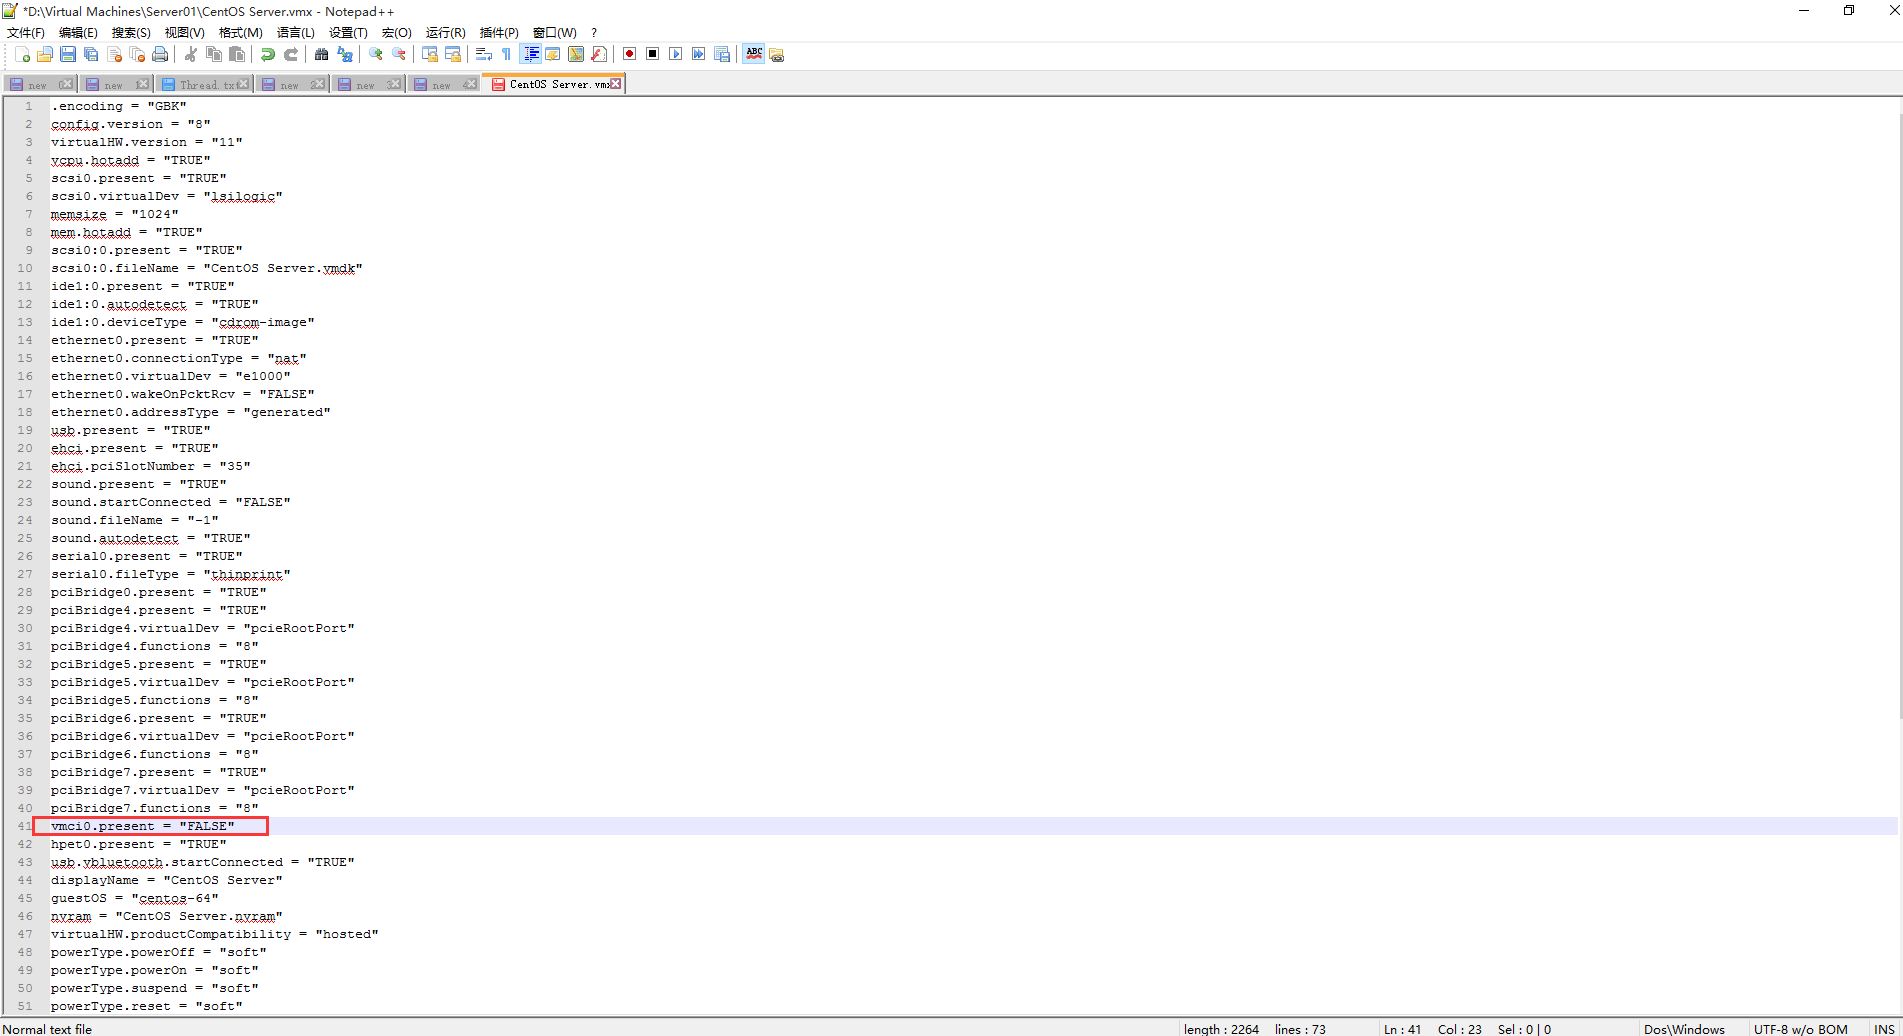 *D:\Virtual Machines\Server01\CentOS Server.vmx - Notepad++
文件(F) 编辑(E) 搜索(S) 视图(V) 格式(M) 语言(L) 设置(T) 宏(O) 运行(R) 插件(P) 窗口(W) ?
new 0 new 1 Thread.txt new 2 new 3 new 4 CentOS Server.vmx
1 .encoding = "GBK"
2 config.version = "8"
3 virtualHW.version = "11"
4 vcpu.hotadd = "TRUE"
5 scsi0.present = "TRUE"
6 scsi0.virtualDev = "lsilogic"
7 memsize = "1024"
8 mem.hotadd = "TRUE"
9 scsi0:0.present = "TRUE"
10 scsi0:0.fileName = "CentOS Server.vmdk"
11 ide1:0.present = "TRUE"
12 ide1:0.autodetect = "TRUE"
13 ide1:0.deviceType = "cdrom-image"
14 ethernet0.present = "TRUE"
15 ethernet0.connectionType = "nat"
16 ethernet0.virtualDev = "e1000"
17 ethernet0.wakeOnPcktRcv = "FALSE"
18 ethernet0.addressType = "generated"
19 usb.present = "TRUE"
20 ehci.present = "TRUE"
21 ehci.pciSlotNumber = "35"
22 sound.present = "TRUE"
23 sound.startConnected = "FALSE"
24 sound.fileName = "-1"
25 sound.autodetect = "TRUE"
26 serial0.present = "TRUE"
27 serial0.fileType = "thinprint"
28 pciBridge0.present = "TRUE"
29 pciBridge4.present = "TRUE"
30 pciBridge4.virtualDev = "pcieRootPort"
31 pciBridge4.functions = "8"
32 pciBridge5.present = "TRUE"
33 pciBridge5.virtualDev = "pcieRootPort"
34 pciBridge5.functions = "8"
35 pciBridge6.present = "TRUE"
36 pciBridge6.virtualDev = "pcieRootPort"
37 pciBridge6.functions = "8"
38 pciBridge7.present = "TRUE"
39 pciBridge7.virtualDev = "pcieRootPort"
40 pciBridge7.functions = "8"
41 vmci0.present = "FALSE"
42 hpet0.present = "TRUE"
43 usb.vbluetooth.startConnected = "TRUE"
44 displayName = "CentOS Server"
45 guestOS = "centos-64"
46 nvram = "CentOS Server.nvram"
47 virtualHW.productCompatibility = "hosted"
48 powerType.powerOff = "soft"
49 powerType.powerOn = "soft"
50 powerType.suspend = "soft"
51 powerType.reset = "soft"
Normal text file length : 2264 lines : 73 Ln : 41 Col : 23 Sel : 0 | 0 Dos\Windows UTF-8 w/o BOM INS